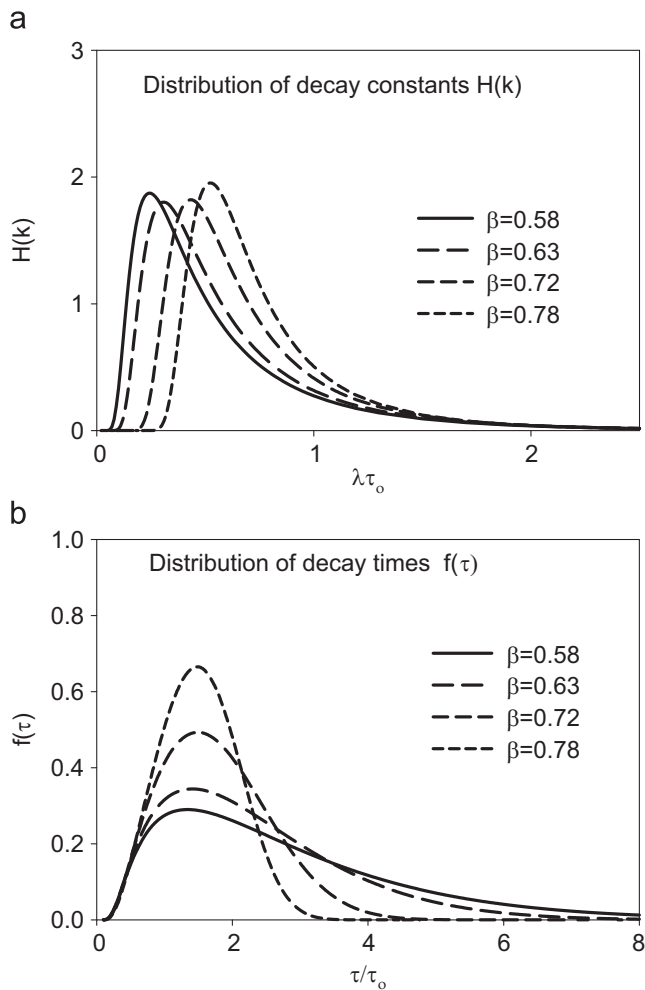 a
3
Distribution of decay constants H(k)
2
H(k)
β=0.58
β=0.63
1
β=0.72
β=0.78
0
0
1
2
λτₒ
b
1.0
Distribution of decay times f(τ)
0.8
β=0.58
0.6
β=0.63
f(τ)
β=0.72
0.4
β=0.78
0.2
0.0
0
2
4
6
8
τ/τₒ